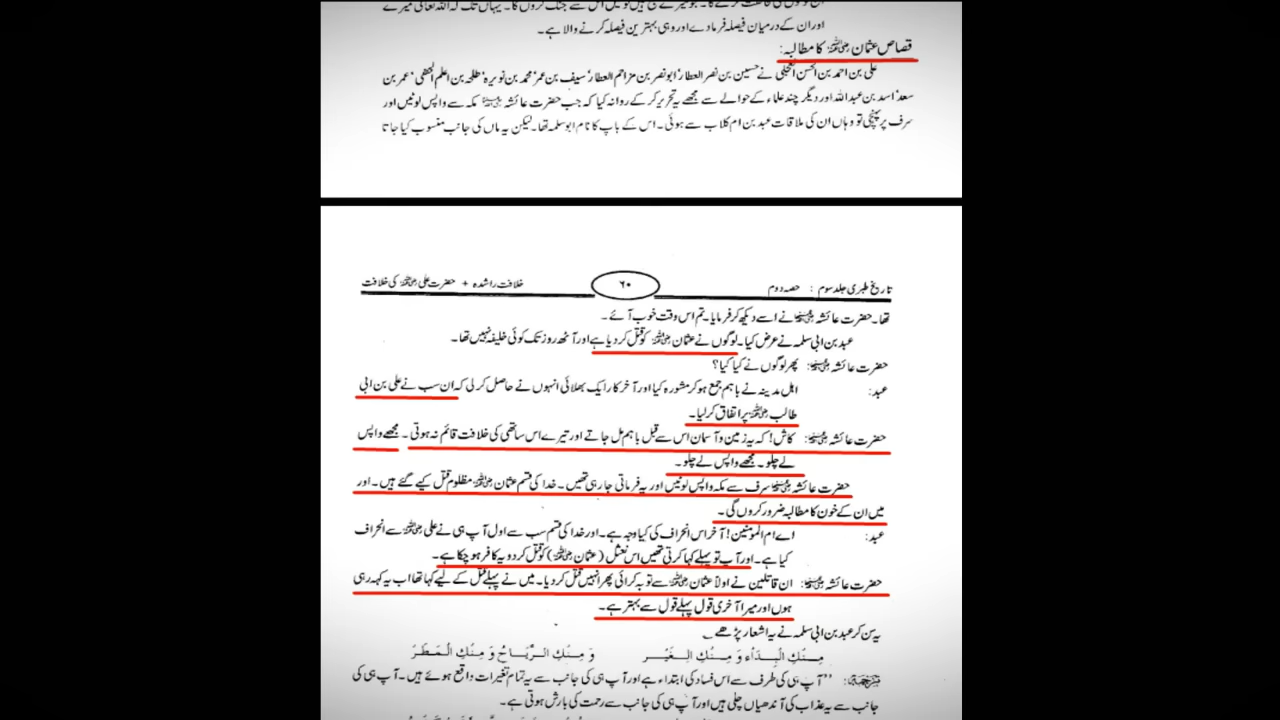 اور ان کے درمیان فیصلہ فرما دے اور وہی بہترین فیصلہ کرنے والا ہے۔
قصاص عثمان رضی اللہ عنہ کا مطالبہ:
علی بن احمد بن الحسن العجلی نے حسین بن نصر العطار' ابو نصر بن مزاحم العطار' سیف بن عمر' محمد بن نویرہ' طلحہ بن اعلم الحنفی' عمر بن
سعد' اسد بن عبداللہ اور دیگر چند علماء کے حوالے سے مجھے یہ تحریر کر کے روانہ کیا کہ جب حضرت عائشہ رضی اللہ عنہا مکہ سے واپس لوٹیں اور
سرف پر پہنچی تو وہاں ان کی ملاقات عبد بن ام کلاب سے ہوئی۔ اس کے باپ کا نام ابو سلمہ تھا۔ لیکن یہ ماں کی جانب منسوب کیا جاتا
تاریخ طبری جلد سوم : حصہ دوم
۶۰
خلافت راشدہ + حضرت علی رضی اللہ عنہ کی خلافت
تھا۔ حضرت عائشہ رضی اللہ عنہا نے اسے دیکھ کر فرمایا۔ تم اس وقت خوب آئے۔
عبد بن ابی سلمہ نے عرض کیا۔ لوگوں نے عثمان رضی اللہ عنہ کو قتل کر دیا ہے اور آٹھ روز تک کوئی خلیفہ نہیں تھا۔
حضرت عائشہ رضی اللہ عنہا: پھر لوگوں نے کیا کیا؟
عبد: اہل مدینہ نے باہم جمع ہو کر مشورہ کیا اور آخر کار ایک بھلائی انہوں نے حاصل کر لی کہ ان سب نے علی بن ابی
طالب رضی اللہ عنہ پر اتفاق کر لیا۔
حضرت عائشہ رضی اللہ عنہا: کاش! کہ یہ زمین و آسمان اس سے قبل باہم مل جاتے اور تیرے اس ساتھی کی خلافت قائم نہ ہوتی۔ مجھے واپس
لے چلو۔ مجھے واپس لے چلو۔
حضرت عائشہ رضی اللہ عنہا سرف سے مکہ واپس لوٹیں اور یہ فرماتی جا رہی تھیں۔ خدا کی قسم عثمان رضی اللہ عنہ مظلوم قتل کیے گئے ہیں۔ اور
میں ان کے خون کا مطالبہ ضرور کروں گی۔
عبد: اے ام المومنین! آخر اس انحراف کی کیا وجہ ہے۔ اور خدا کی قسم سب سے اول آپ ہی نے علی رضی اللہ عنہ سے انحراف
کیا ہے۔ اور آپ تو پہلے کہا کرتی تھیں اس نعثل (عثمان رضی اللہ عنہ) کو قتل کر دو یہ کافر ہو چکا ہے۔
حضرت عائشہ رضی اللہ عنہا: ان قاتلین نے اولاً عثمان رضی اللہ عنہ سے توبہ کرائی پھر انہیں قتل کر دیا۔ میں نے پہلے قتل کے لیے کہا تھا اب یہ کہہ رہی
ہوں اور میرا آخری قول پہلے قول سے بہتر ہے۔
یہ سن کر عبد بن ابی سلمہ نے یہ اشعار پڑھے
مِنْكِ الْبِدَاء وَ مِنْكِ الْغِيَر وَ مِنْكِ الرِّيَاحُ وَ مِنْكِ الْمَطَر
ترجمہ: "آپ ہی کی طرف سے اس فساد کی ابتداء ہے اور آپ ہی کی جانب سے یہ تمام تغیرات واقع ہوئے ہیں۔ آپ ہی کی
جانب سے یہ عذاب کی آندھیاں چلی ہیں اور آپ ہی کی جانب سے رحمت کی بارش ہوتی ہے۔